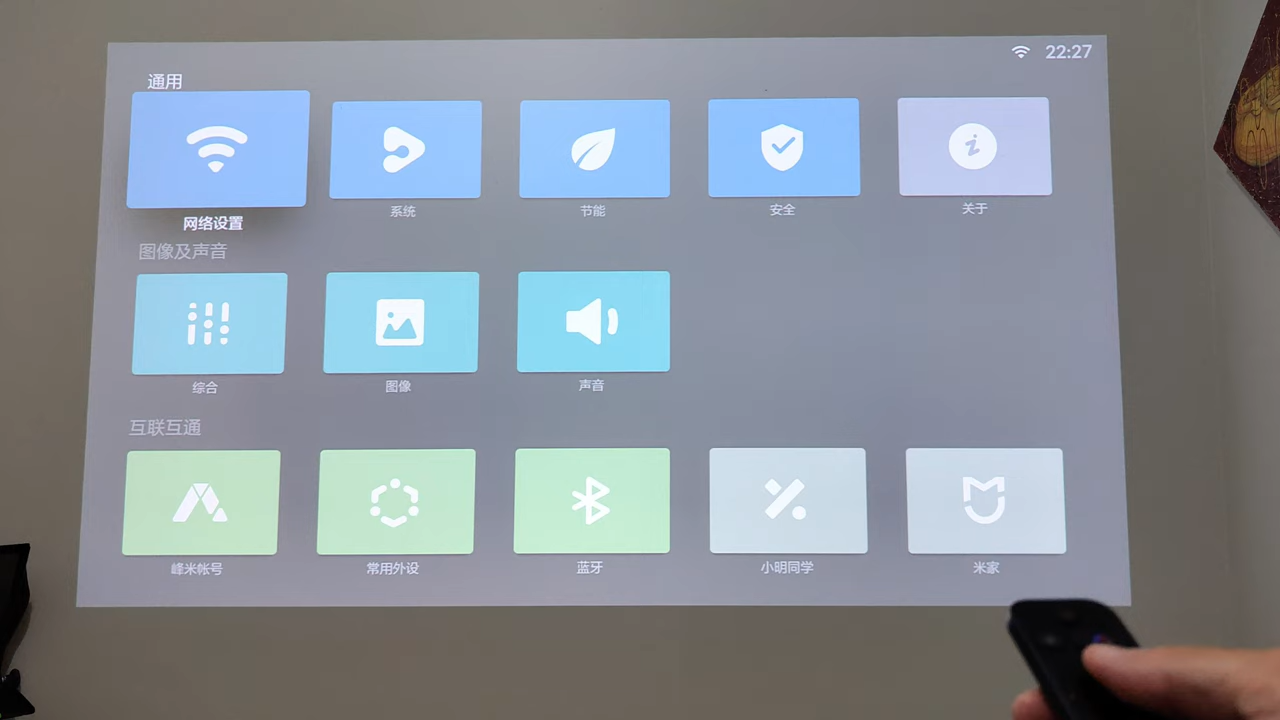 22:27
通用
网络设置
系统
节能
安全
关于
图像及声音
综合
图像
声音
互联互通
峰米帐号
常用外设
蓝牙
小明同学
米家